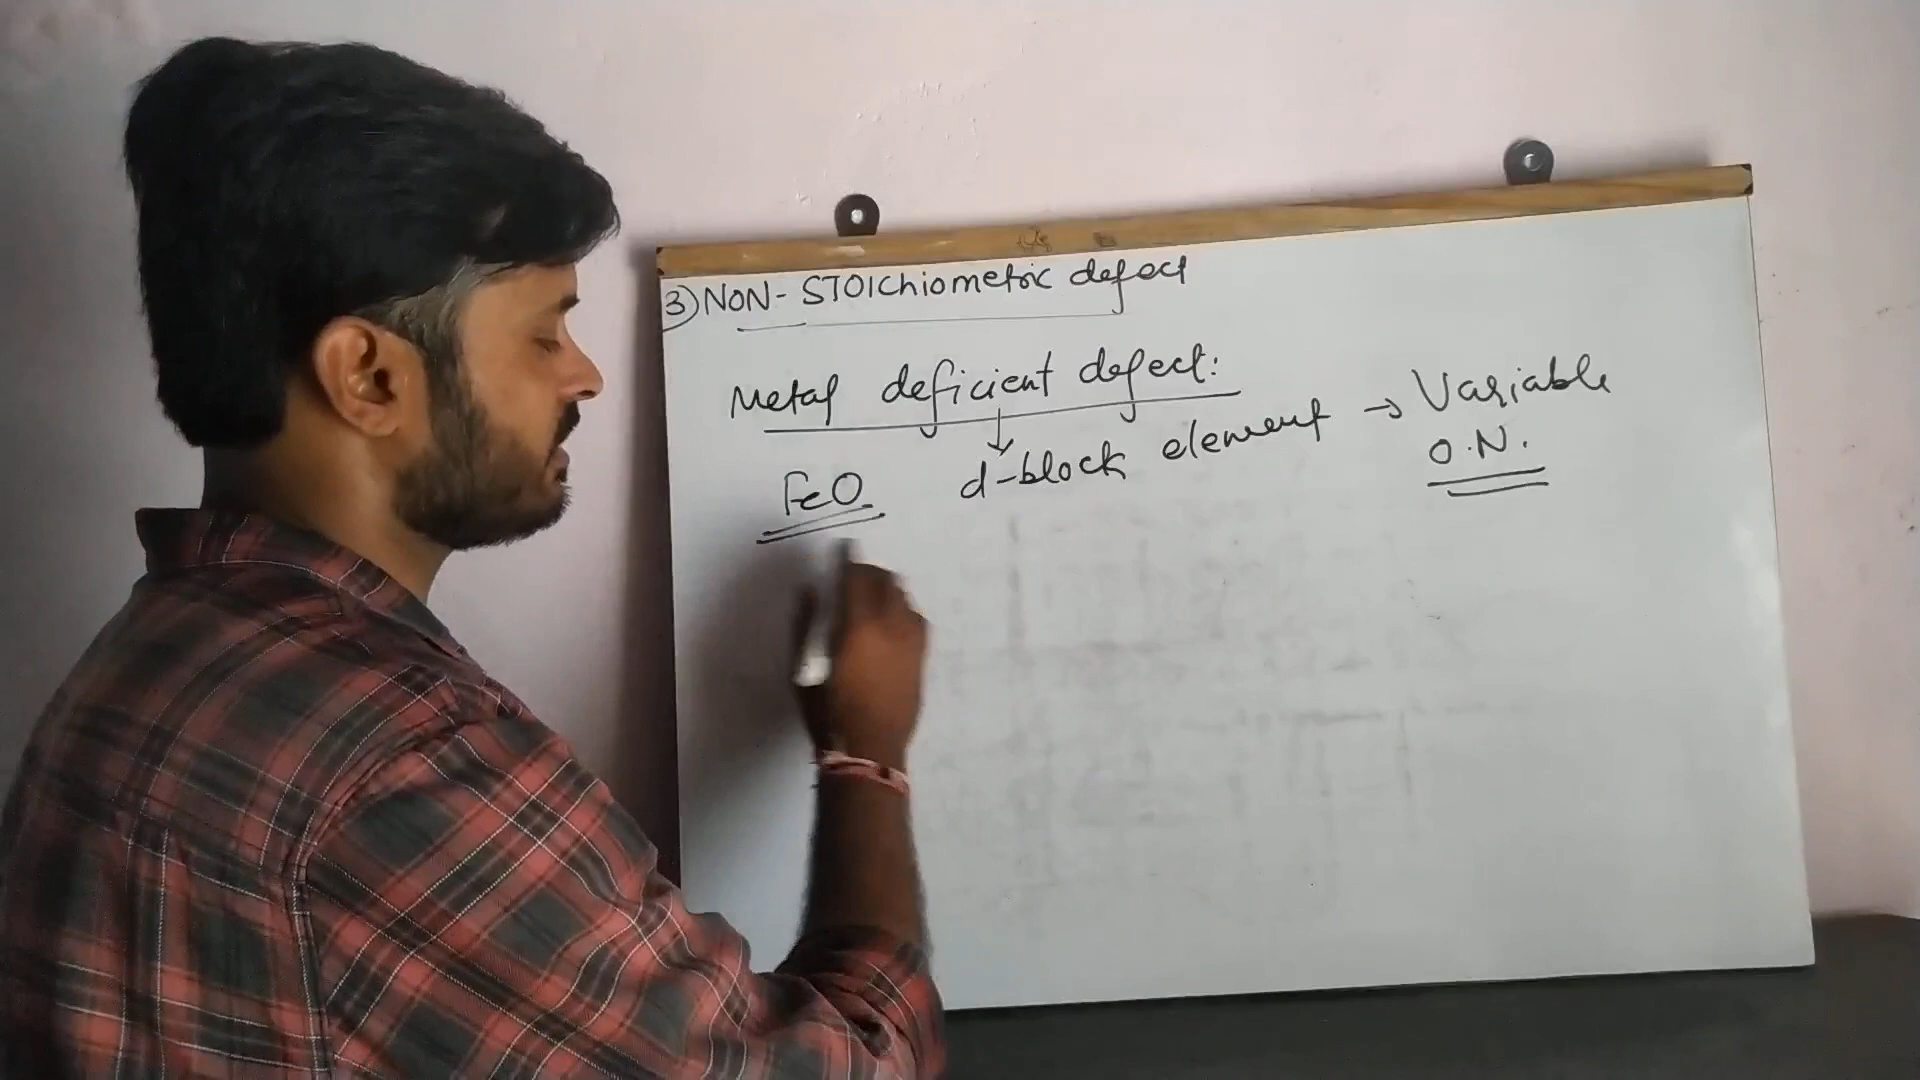 3) NON-STOIchiometric defect
Metal deficient defect:
d-block element → Variable
O.N.
FeO